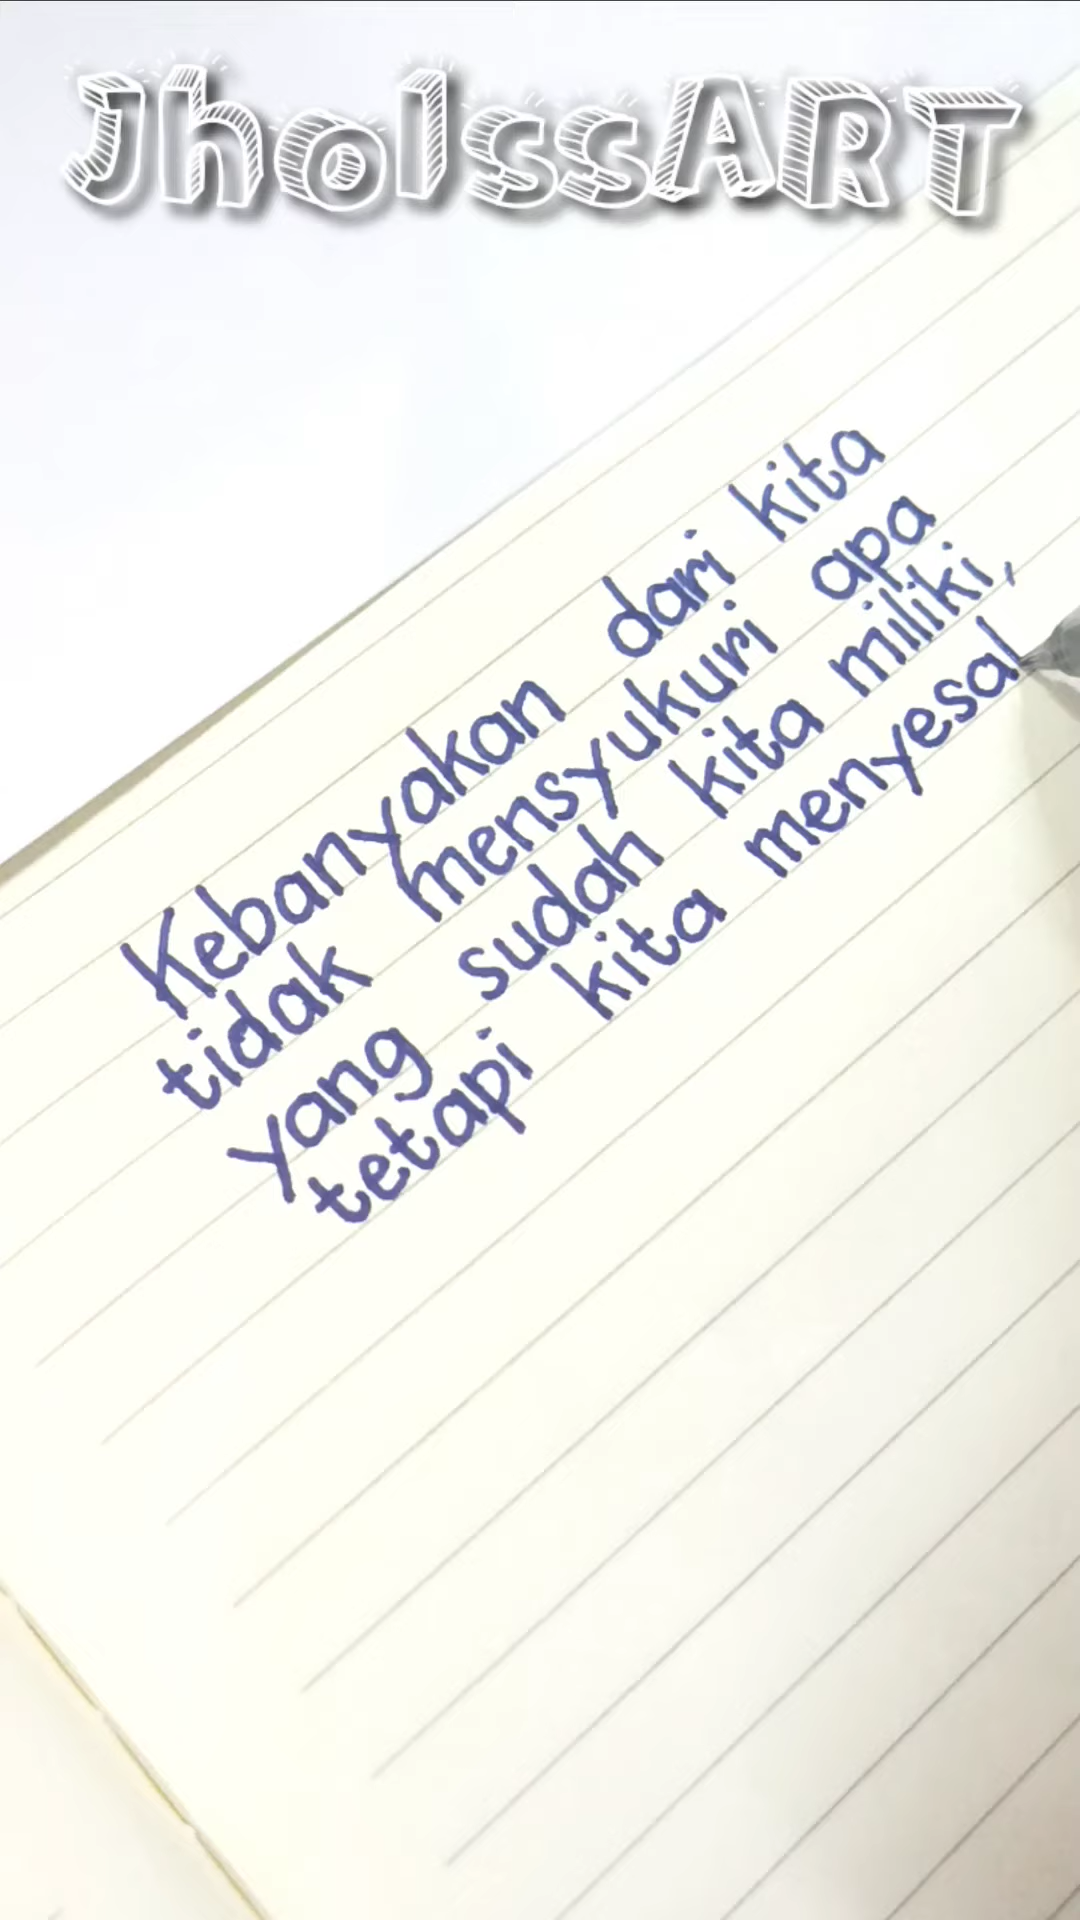 JholssART
Kebanyakan dari kita
tidak mensyukuri apa
yang sudah kita miliki,
tetapi kita menyesal